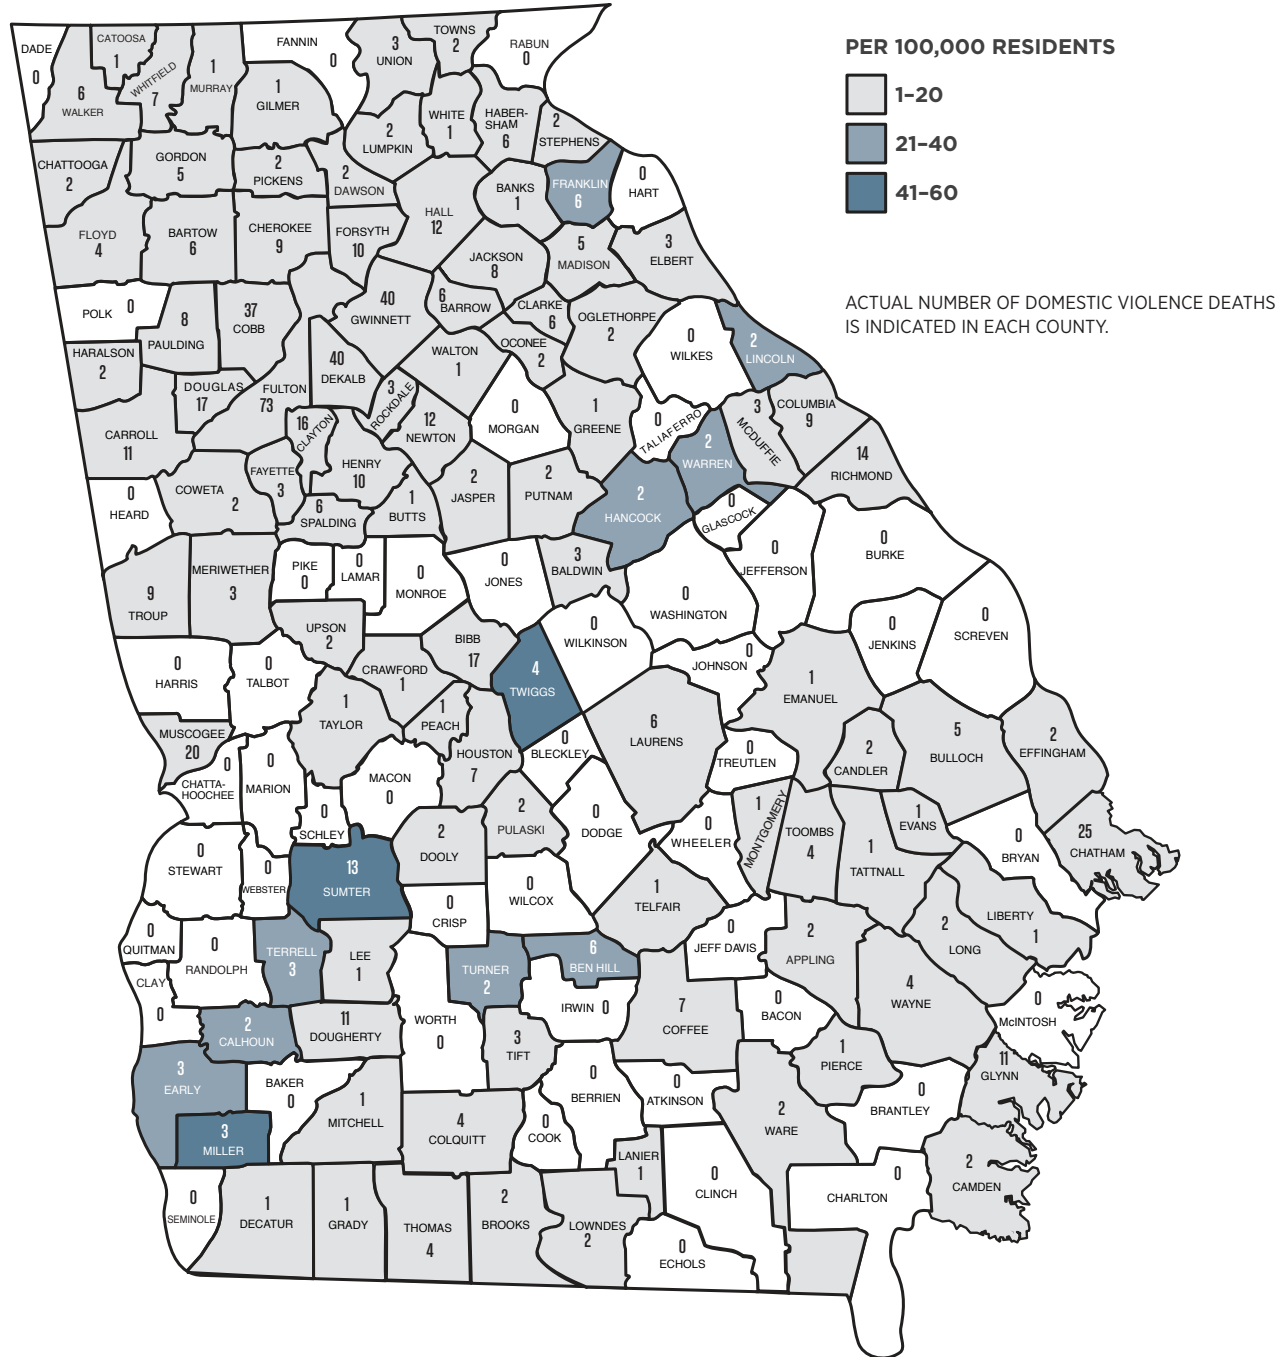 PER 100,000 RESIDENTS
1–20
21–40
41–60
ACTUAL NUMBER OF DOMESTIC VIOLENCE DEATHS
IS INDICATED IN EACH COUNTY.
DADE
0
CATOOSA
1
6
WALKER
WHITFIELD
7
1
MURRAY
FANNIN
0
1
GILMER
3
UNION
TOWNS
2
RABUN
0
2
LUMPKIN
WHITE
1
HABER-
SHAM
6
2
STEPHENS
CHATTOOGA
2
GORDON
5
2
PICKENS
2
DAWSON
HALL
12
BANKS
1
FRANKLIN
6
0
HART
FLOYD
4
BARTOW
6
CHEROKEE
9
FORSYTH
10
JACKSON
8
5
MADISON
3
ELBERT
POLK
0
8
PAULDING
37
COBB
40
GWINNETT
6
BARROW
CLARKE
6
OCONEE
2
OGLETHORPE
2
0
WILKES
2
LINCOLN
HARALSON
2
DOUGLAS
17
FULTON
73
40
DEKALB
3
ROCKDALE
WALTON
1
0
MORGAN
1
GREENE
0
TALIAFERRO
3
MCDUFFIE
COLUMBIA
9
CARROLL
11
16
CLAYTON
12
NEWTON
2
WARREN
14
RICHMOND
COWETA
2
FAYETTE
3
HENRY
10
2
JASPER
2
PUTNAM
2
HANCOCK
0
GLASCOCK
0
HEARD
6
SPALDING
1
BUTTS
9
TROUP
MERIWETHER
3
PIKE
0
0
LAMAR
0
MONROE
0
JONES
3
BALDWIN
0
WASHINGTON
0
JEFFERSON
0
BURKE
0
SCREVEN
0
JENKINS
0
HARRIS
0
TALBOT
UPSON
2
CRAWFORD
1
BIBB
17
4
TWIGGS
0
WILKINSON
0
JOHNSON
1
EMANUEL
1
TAYLOR
1
PEACH
MUSCOGEE
20
0
CHATTA-
HOOCHEE
0
MARION
MACON
0
HOUSTON
7
0
BLECKLEY
6
LAURENS
0
TREUTLEN
2
CANDLER
5
BULLOCH
2
EFFINGHAM
0
SCHLEY
2
DOOLY
2
PULASKI
0
DODGE
0
WHEELER
1
MONTGOMERY
TOOMBS
4
1
TATTNALL
1
EVANS
0
BRYAN
25
CHATHAM
0
STEWART
0
WEBSTER
13
SUMTER
0
CRISP
0
WILCOX
1
TELFAIR
0
JEFF DAVIS
2
APPLING
2
LONG
LIBERTY
1
0
QUITMAN
0
RANDOLPH
TERRELL
3
LEE
1
TURNER
2
6
BEN HILL
CLAY
0
2
CALHOUN
11
DOUGHERTY
WORTH
0
3
TIFT
IRWIN 0
7
COFFEE
0
BACON
4
WAYNE
0
McINTOSH
3
EARLY
BAKER
0
1
MITCHELL
4
COLQUITT
0
COOK
0
BERRIEN
0
ATKINSON
2
WARE
1
PIERCE
0
BRANTLEY
11
GLYNN
3
MILLER
0
SEMINOLE
1
DECATUR
1
GRADY
THOMAS
4
2
BROOKS
LOWNDES
2
LANIER
1
0
CLINCH
0
ECHOLS
0
CHARLTON
2
CAMDEN